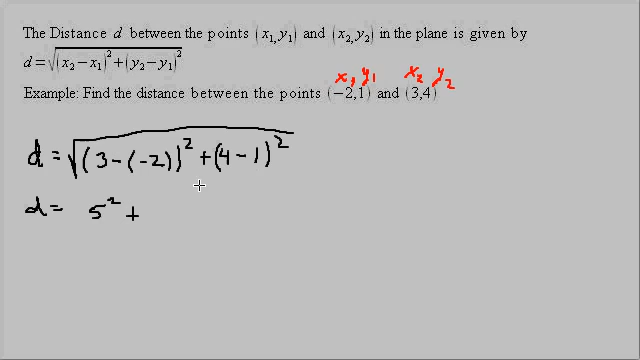 The Distance d between the points (x₁,y₁) and (x₂,y₂) in the plane is given by
d=√((x₂−x₁)²+(y₂−y₁)²)
x₁ y₁ x₂ y₂
Example: Find the distance between the points (−2,1) and (3,4)
d = √((3-(-2))² + (4-1)²)
d = 5² +